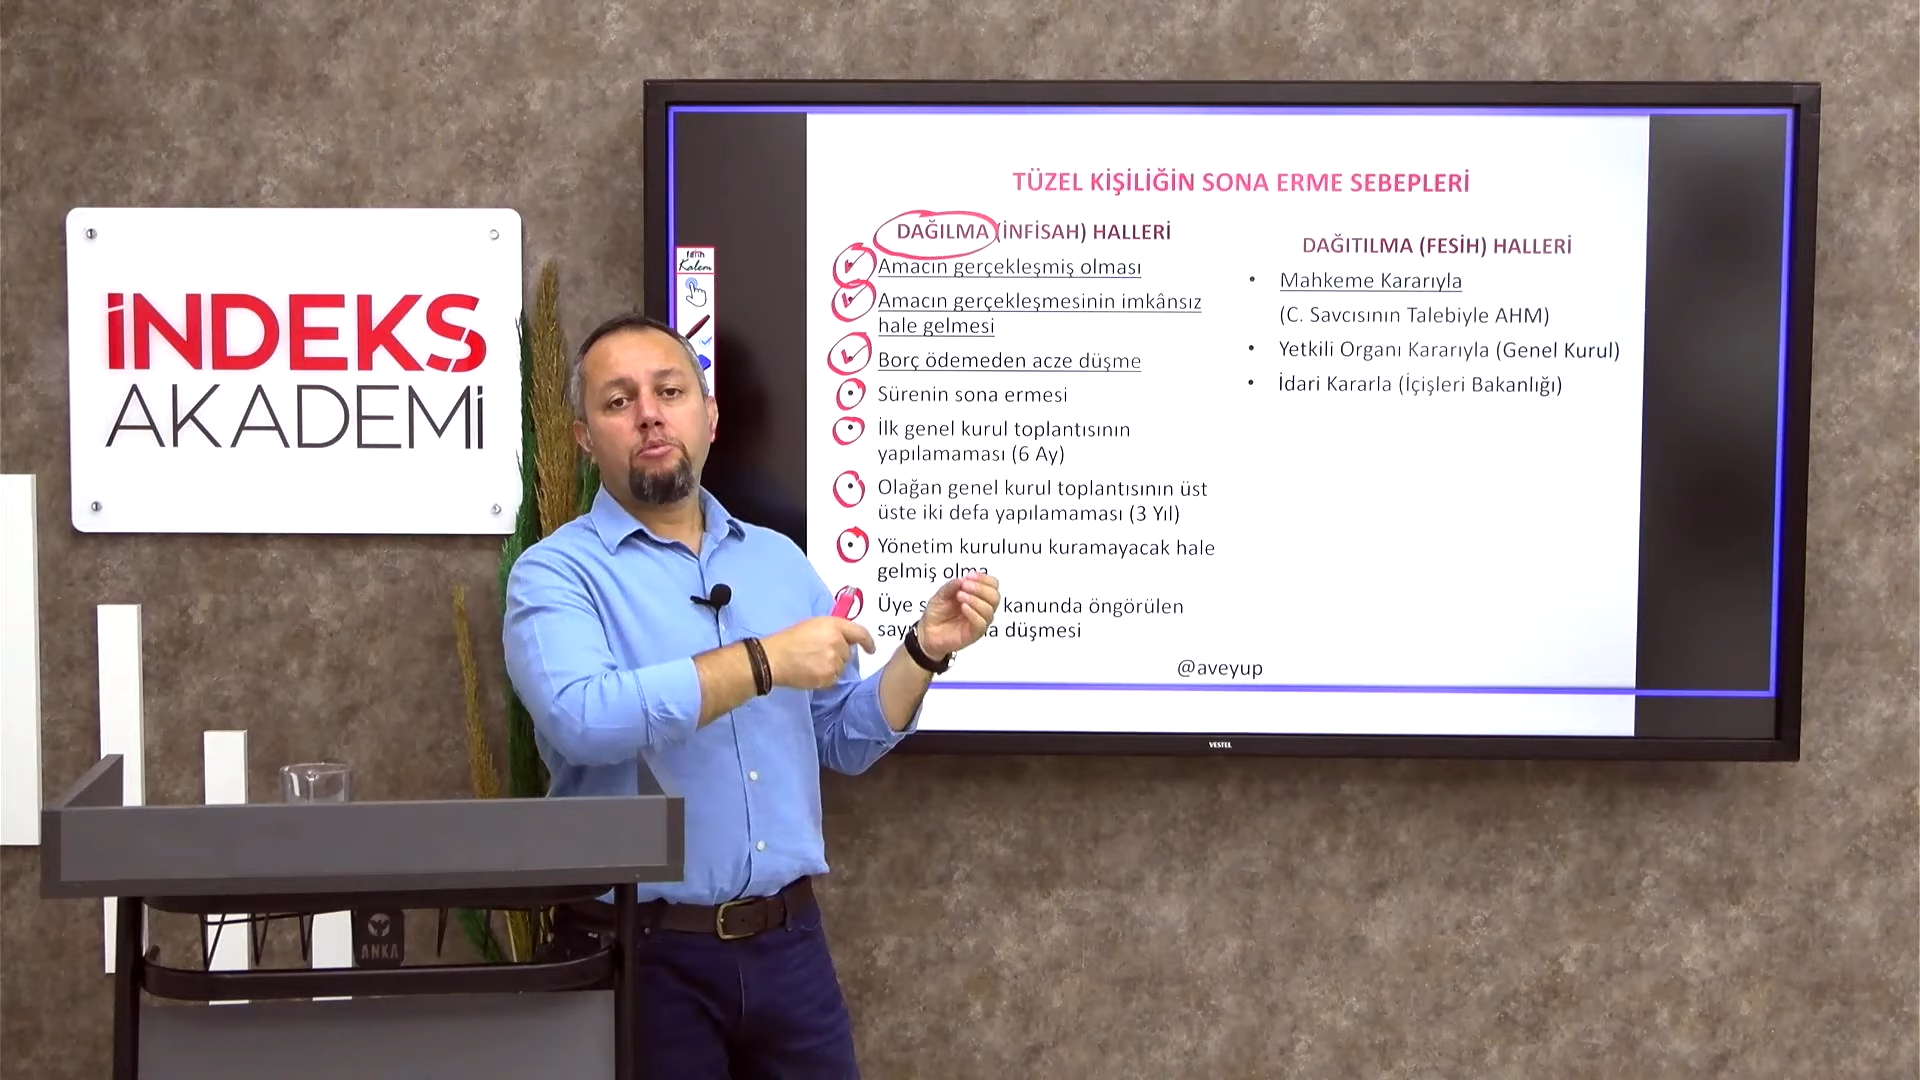 İNDEKS
AKADEMİ
TÜZEL KİŞİLİĞİN SONA ERME SEBEPLERİ
DAĞILMA (İNFİSAH) HALLERİ
Amacın gerçekleşmiş olması
Amacın gerçekleşmesinin imkânsız
hale gelmesi
Borç ödemeden acze düşme
Sürenin sona ermesi
İlk genel kurul toplantısının
yapılamaması (6 Ay)
Olağan genel kurul toplantısının üst
üste iki defa yapılamaması (3 Yıl)
Yönetim kurulunu kuramayacak hale
gelmiş olma
Üye kanunda öngörülen
düşmesi
DAĞITILMA (FESİH) HALLERİ
• Mahkeme Kararıyla
(C. Savcısının Talebiyle AHM)
• Yetkili Organı Kararıyla (Genel Kurul)
• İdari Kararla (İçişleri Bakanlığı)
@aveyup
fatih
Kalem
VESTEL
ANKA